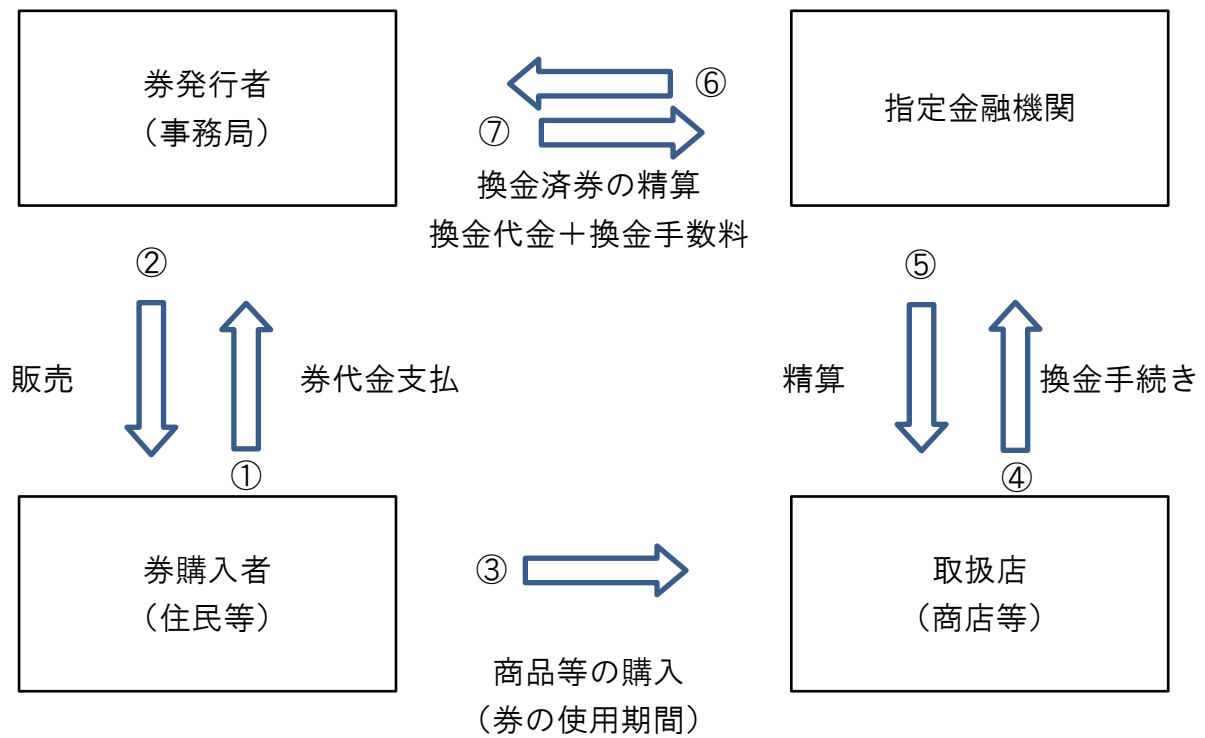 券発行者
（事務局）
⑥
⑦
換金済券の精算
換金代金＋換金手数料
指定金融機関
②
販売
券代金支払
①
⑤
精算
換金手続き
④
券購入者
（住民等）
③
商品等の購入
（券の使用期間）
取扱店
（商店等）